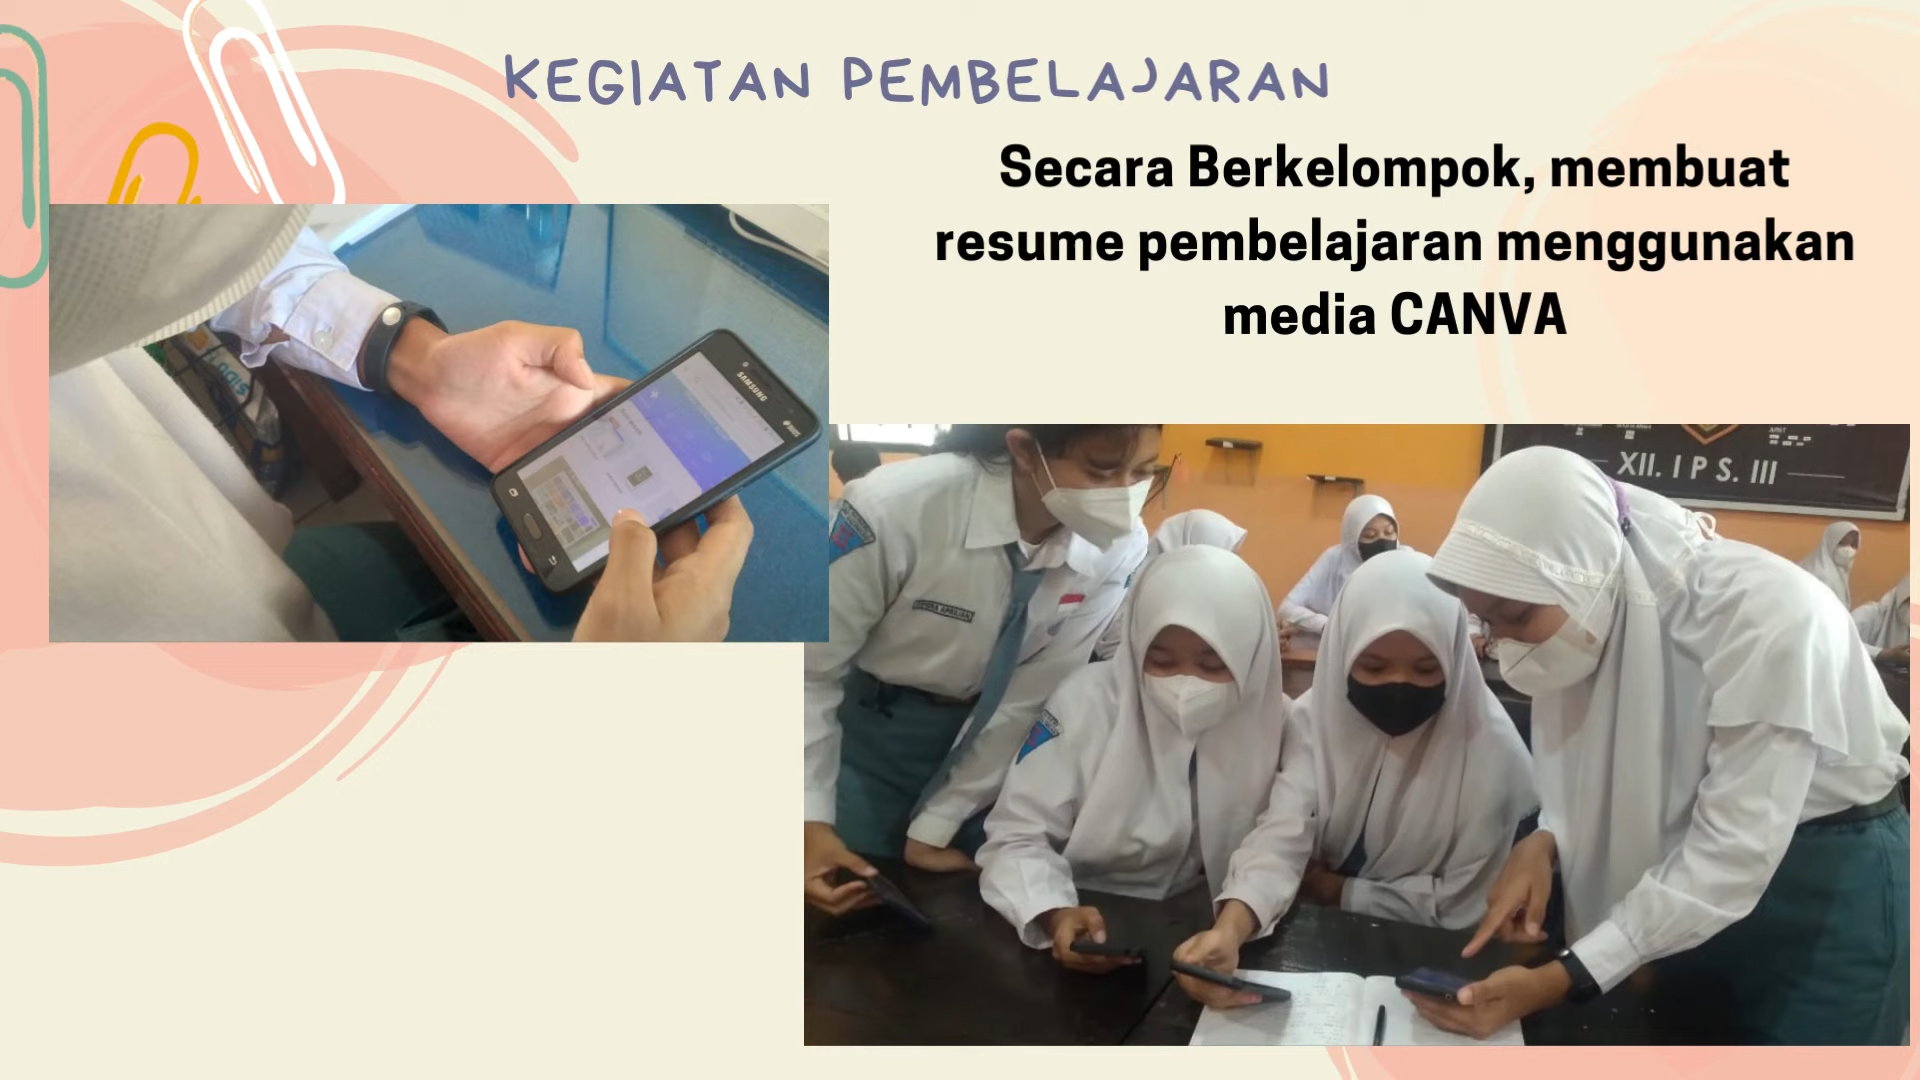 KEGIATAN PEMBELAJARAN
Secara Berkelompok, membuat
resume pembelajaran menggunakan
media CANVA
SAMSUNG
XII. I P S. III